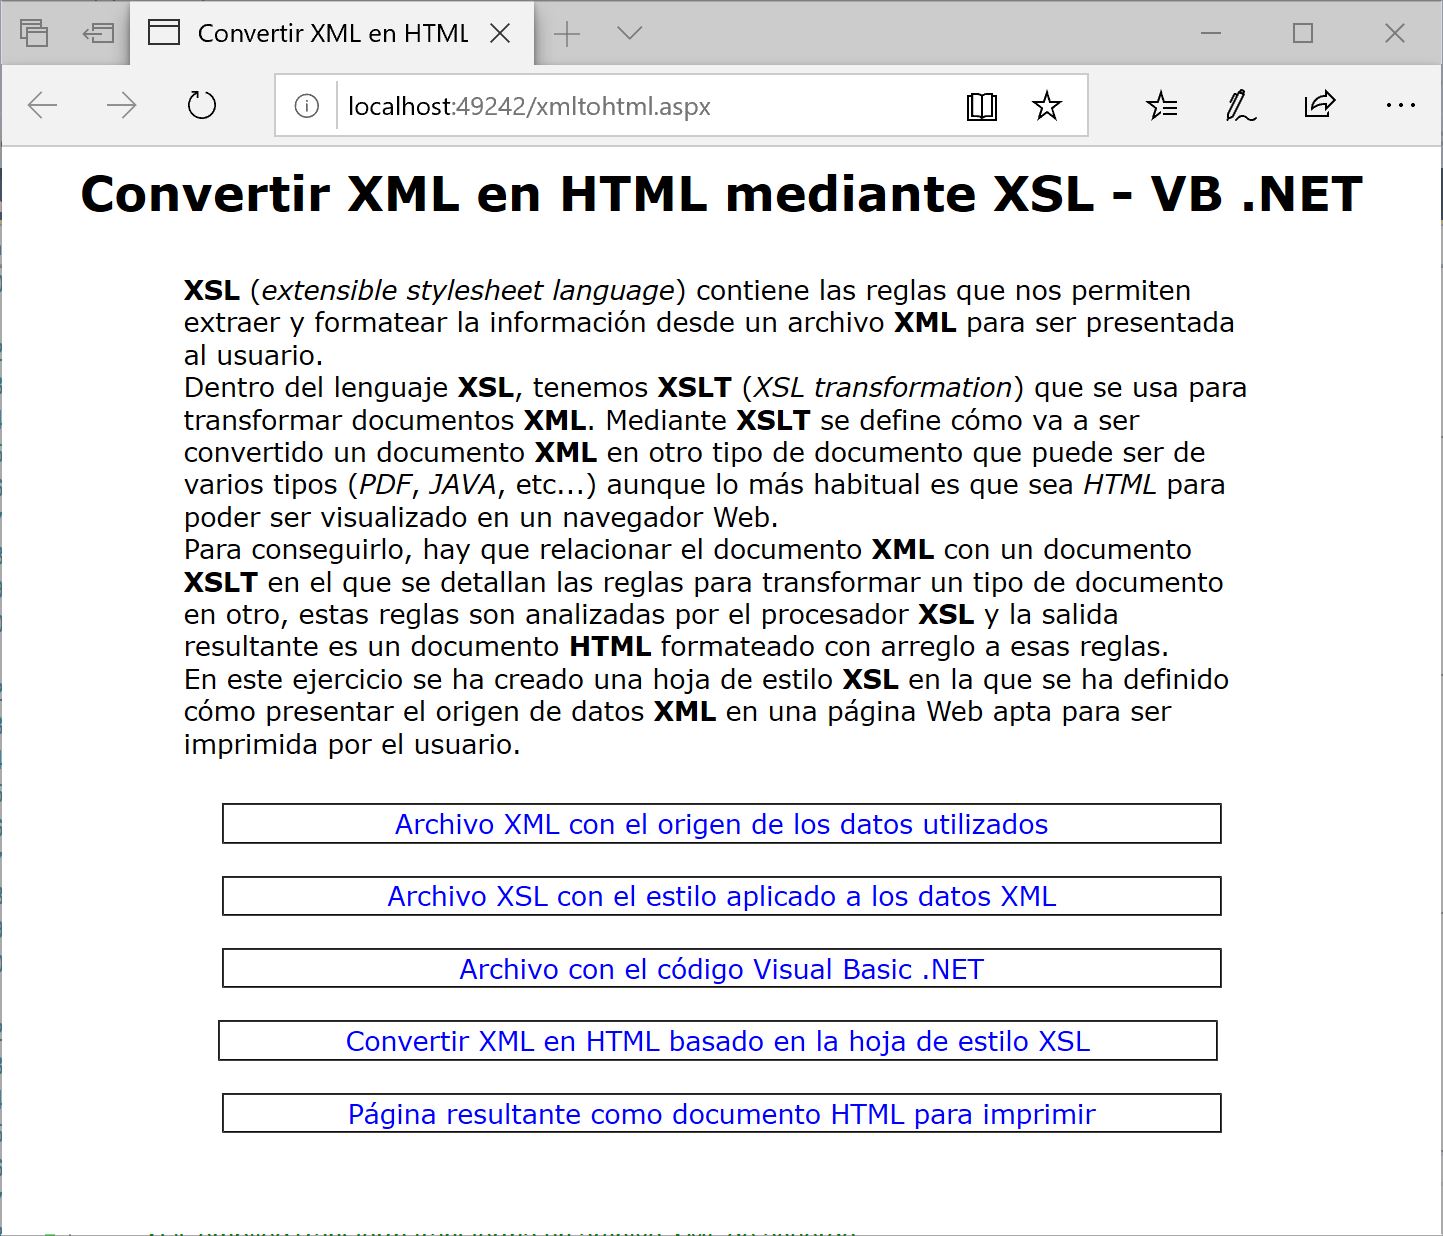 Convertir XML en HTML
localhost:49242/xmltohtml.aspx
Convertir XML en HTML mediante XSL – VB .NET
XSL (extensible stylesheet language) contiene las reglas que nos permiten
extraer y formatear la información desde un archivo XML para ser presentada
al usuario.
Dentro del lenguaje XSL, tenemos XSLT (XSL transformation) que se usa para
transformar documentos XML. Mediante XSLT se define cómo va a ser
convertido un documento XML en otro tipo de documento que puede ser de
varios tipos (PDF, JAVA, etc...) aunque lo más habitual es que sea HTML para
poder ser visualizado en un navegador Web.
Para conseguirlo, hay que relacionar el documento XML con un documento
XSLT en el que se detallan las reglas para transformar un tipo de documento
en otro, estas reglas son analizadas por el procesador XSL y la salida
resultante es un documento HTML formateado con arreglo a esas reglas.
En este ejercicio se ha creado una hoja de estilo XSL en la que se ha definido
cómo presentar el origen de datos XML en una página Web apta para ser
imprimida por el usuario.
Archivo XML con el origen de los datos utilizados
Archivo XSL con el estilo aplicado a los datos XML
Archivo con el código Visual Basic .NET
Convertir XML en HTML basado en la hoja de estilo XSL
Página resultante como documento HTML para imprimir